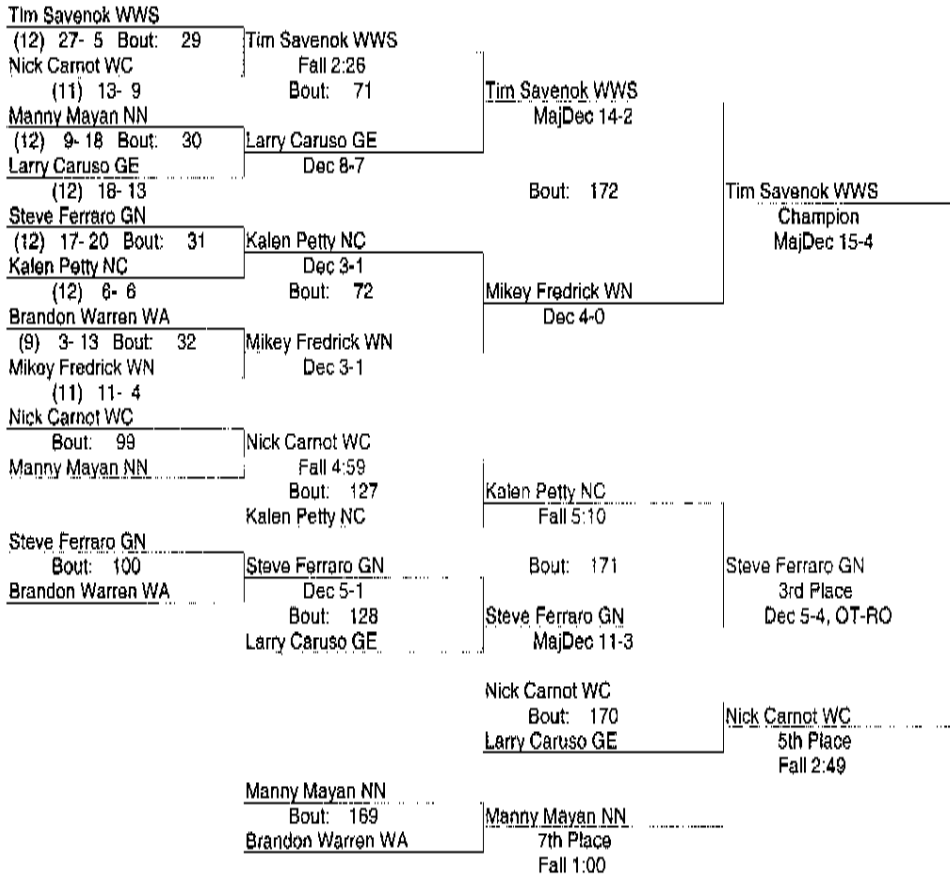 Tim Savenok WWS
(12) 27- 5 Bout: 29
Nick Carnot WC
(11) 13- 9
Manny Mayan NN
(12) 9- 18 Bout: 30
Larry Caruso GE
(12) 18- 13
Steve Ferraro GN
(12) 17- 20 Bout: 31
Kalen Petty NC
(12) 6- 6
Brandon Warren WA
(9) 3- 13 Bout: 32
Mikey Fredrick WN
(11) 11- 4
Nick Carnot WC
Bout: 99
Manny Mayan NN
Steve Ferraro GN
Bout: 100
Brandon Warren WA
Tim Savenok WWS
Fall 2:26
Bout: 71
Larry Caruso GE
Dec 8-7
Kalen Petty NC
Dec 3-1
Bout: 72
Mikey Fredrick WN
Dec 3-1
Nick Carnot WC
Fall 4:59
Bout: 127
Kalen Petty NC
Steve Ferraro GN
Dec 5-1
Bout: 128
Larry Caruso GE
Manny Mayan NN
Bout: 169
Brandon Warren WA
Tim Savenok WWS
MajDec 14-2
Bout: 172
Mikey Fredrick WN
Dec 4-0
Kalen Petty NC
Fall 5:10
Bout: 171
Steve Ferraro GN
MajDec 11-3
Nick Carnot WC
Bout: 170
Larry Caruso GE
Manny Mayan NN
7th Place
Fall 1:00
Tim Savenok WWS
Champion
MajDec 15-4
Steve Ferraro GN
3rd Place
Dec 5-4, OT-RO
Nick Carnot WC
5th Place
Fall 2:49